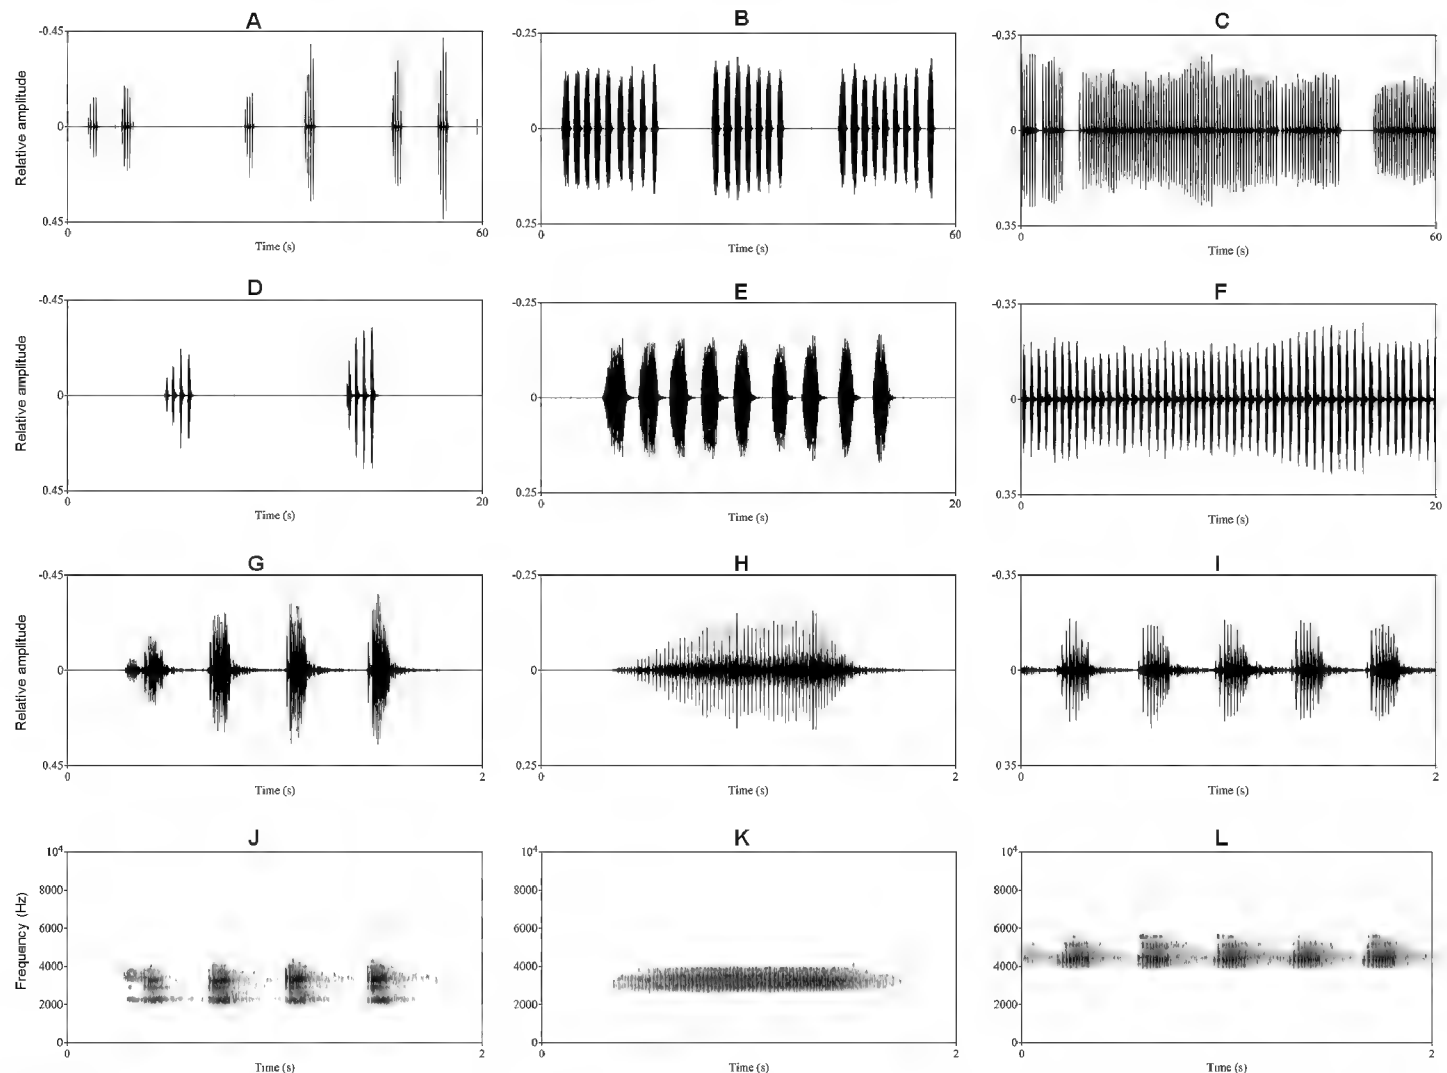 A B C
-0.45 -0.25 -0.35
Relative amplitude
0 0 0
0.45 0.25 0.35
0 60 0 60 0 60
Time (s) Time (s) Time (s)
D E F
-0.45 -0.25 -0.35
Relative amplitude
0 0 0
0.45 0.25 0.35
0 20 0 20 0 20
Time (s) Time (s) Time (s)
G H I
-0.45 -0.25 -0.35
Relative amplitude
0 0 0
0.45 0.25 0 35
0 2 0 2 0 2
Time (s) Time (s) Time (s)
J K L
10⁴ 10⁴ 10⁴
8000 8000 8000
Frequency (Hz)
6000 6000 6000
4000 4000 4000
2000 2000 2000
0 0 0
0 2 0 2 0 2
Time (s) Time (s) Time (s)